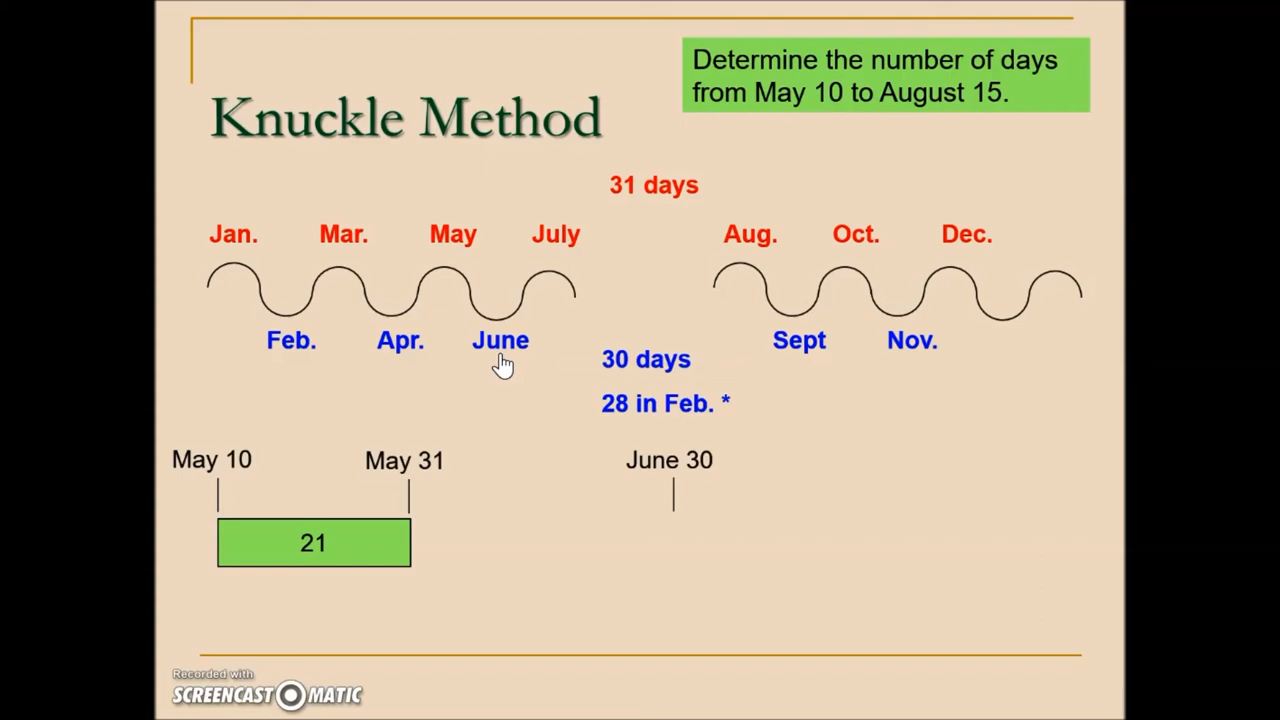 Determine the number of days
from May 10 to August 15.
Knuckle Method
31 days
Jan. Mar. May July Aug. Oct. Dec.
Feb. Apr. June Sept Nov.
30 days
28 in Feb. *
May 10 May 31 June 30
21
Recorded with
SCREENCAST MATIC